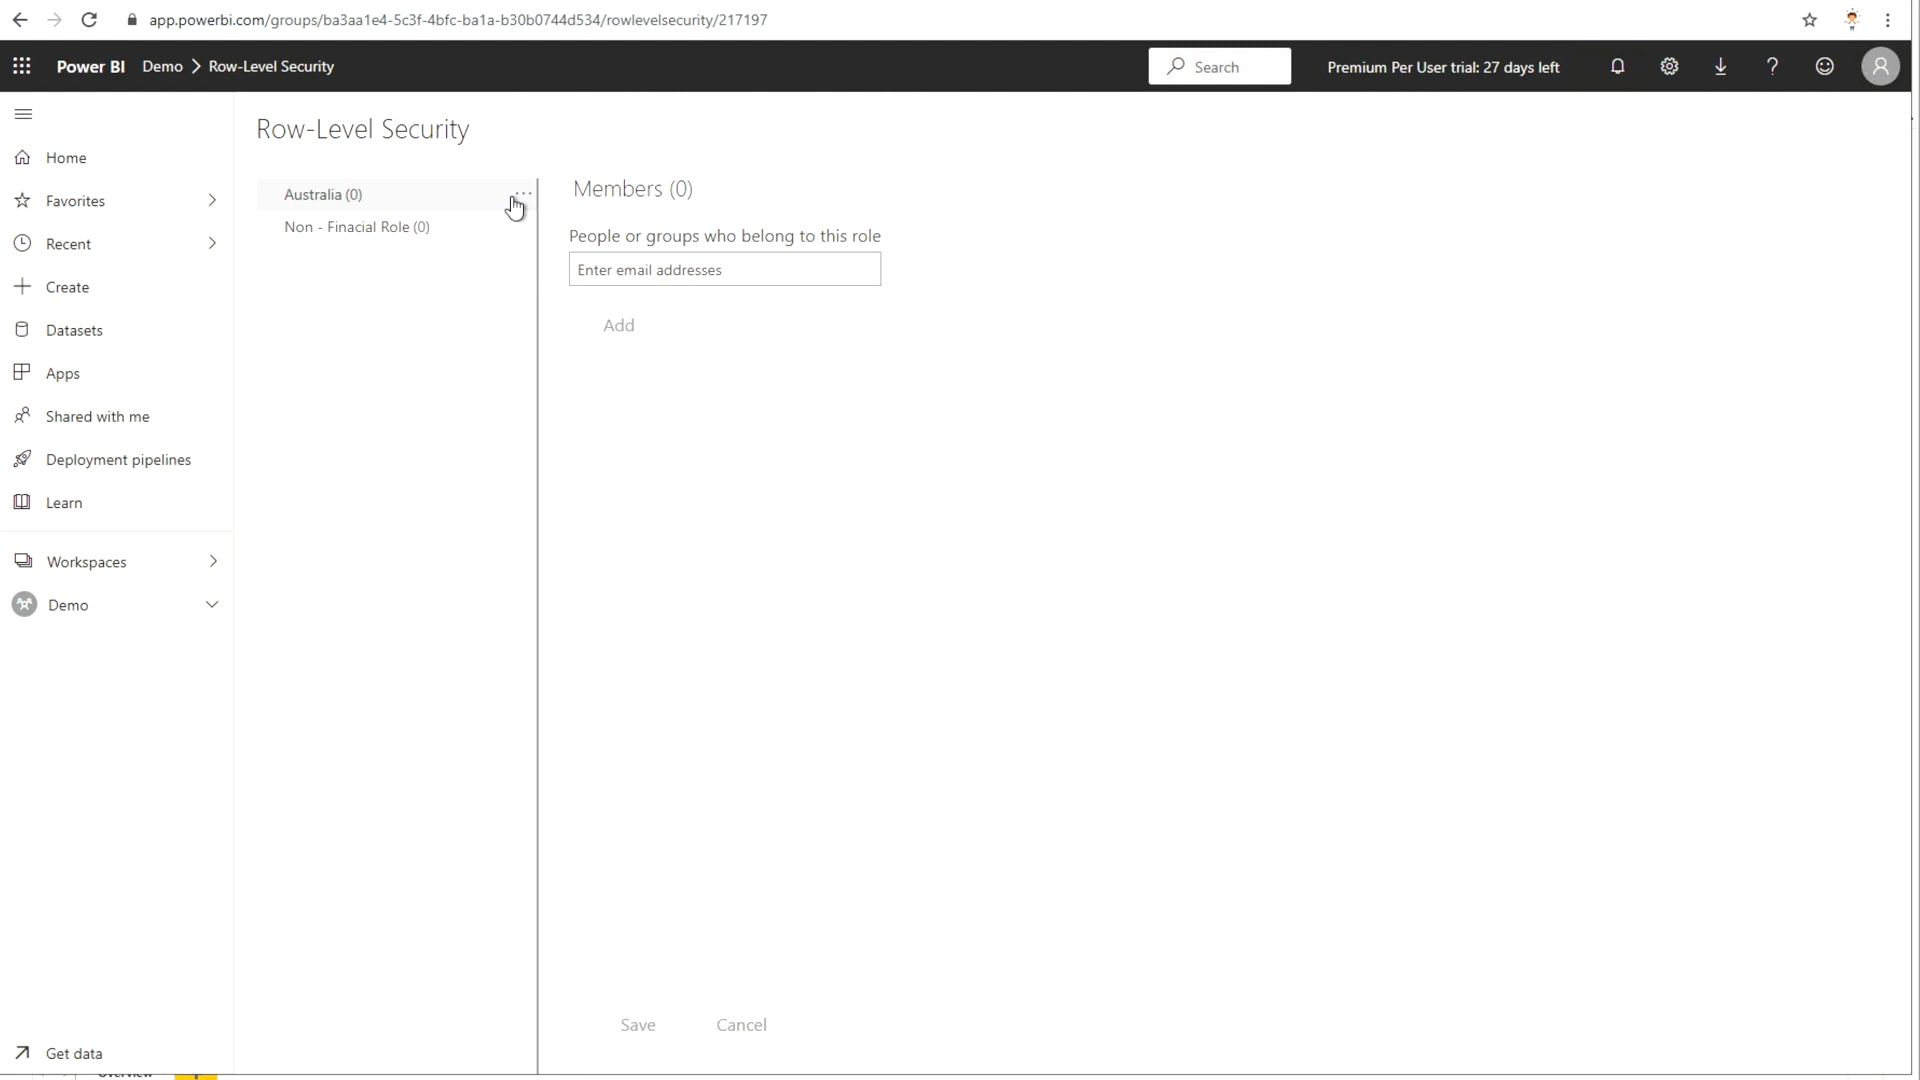 app.powerbi.com/groups/ba3aa1e4-5c3f-4bfc-ba1a-b30b0744d534/rowlevelsecurity/217197
Power BI Demo > Row-Level Security
Search
Premium Per User trial: 27 days left
Row-Level Security
Home
Favorites
Recent
Create
Datasets
Apps
Shared with me
Deployment pipelines
Learn
Workspaces
Demo
Get data
Australia (0)
Non - Finacial Role (0)
Members (0)
People or groups who belong to this role
Enter email addresses
Add
Save
Cancel
Overview